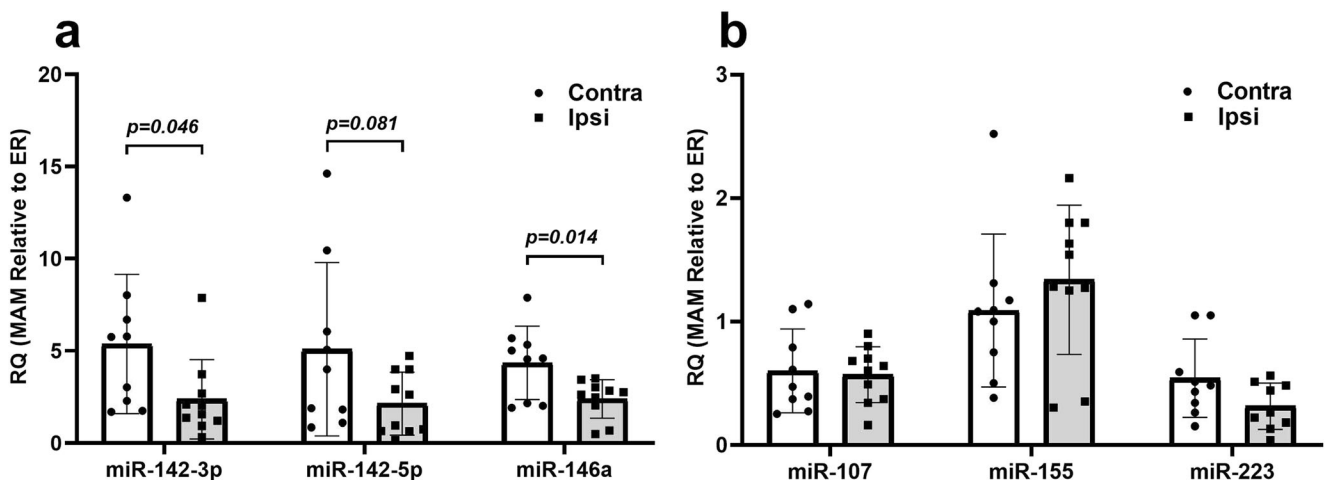 a
RQ (MAM Relative to ER)
20
15
10
5
0
Contra
Ipsi
p=0.046
p=0.081
p=0.014
miR-142-3p
miR-142-5p
miR-146a
b
RQ (MAM Relative to ER)
3
2
1
0
Contra
Ipsi
miR-107
miR-155
miR-223